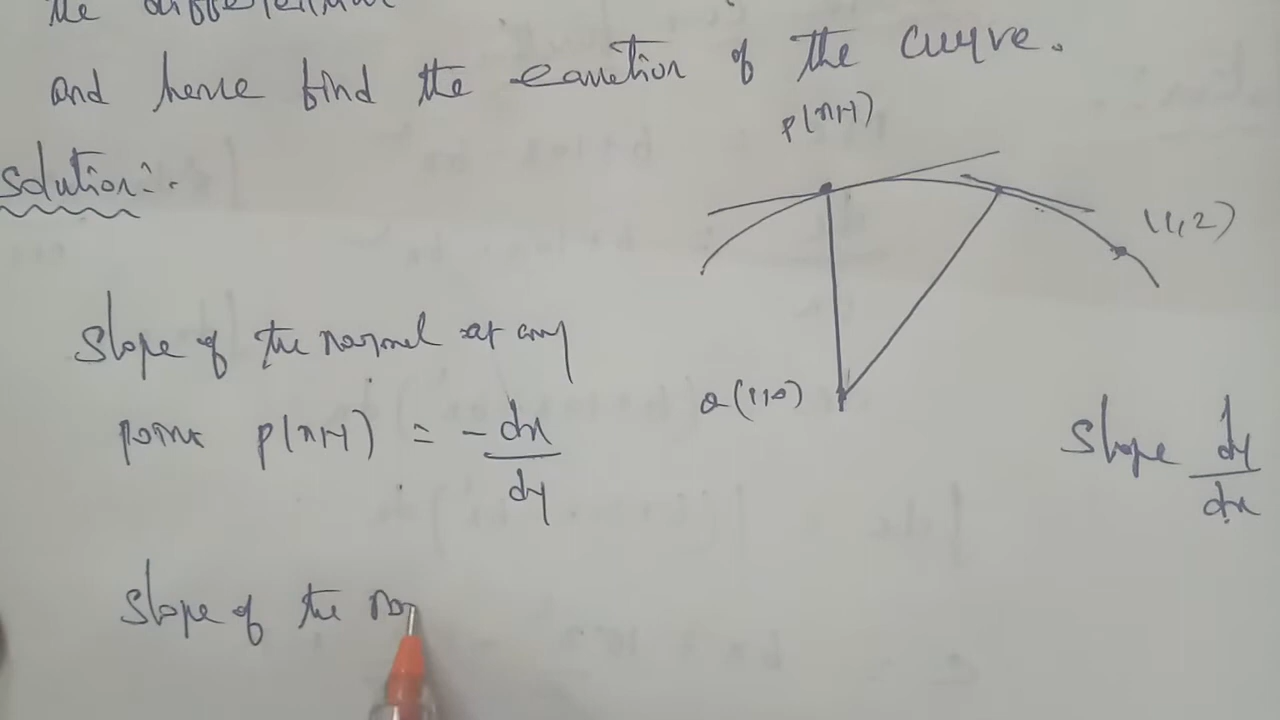 and hence find the equation of the curve.
P(x,y)
Solution:-
(1,2)
Slope of the normal at any
Q(1,0)
point P(x,y) = -dx/dy
Slope dy/dx
Slope of the no